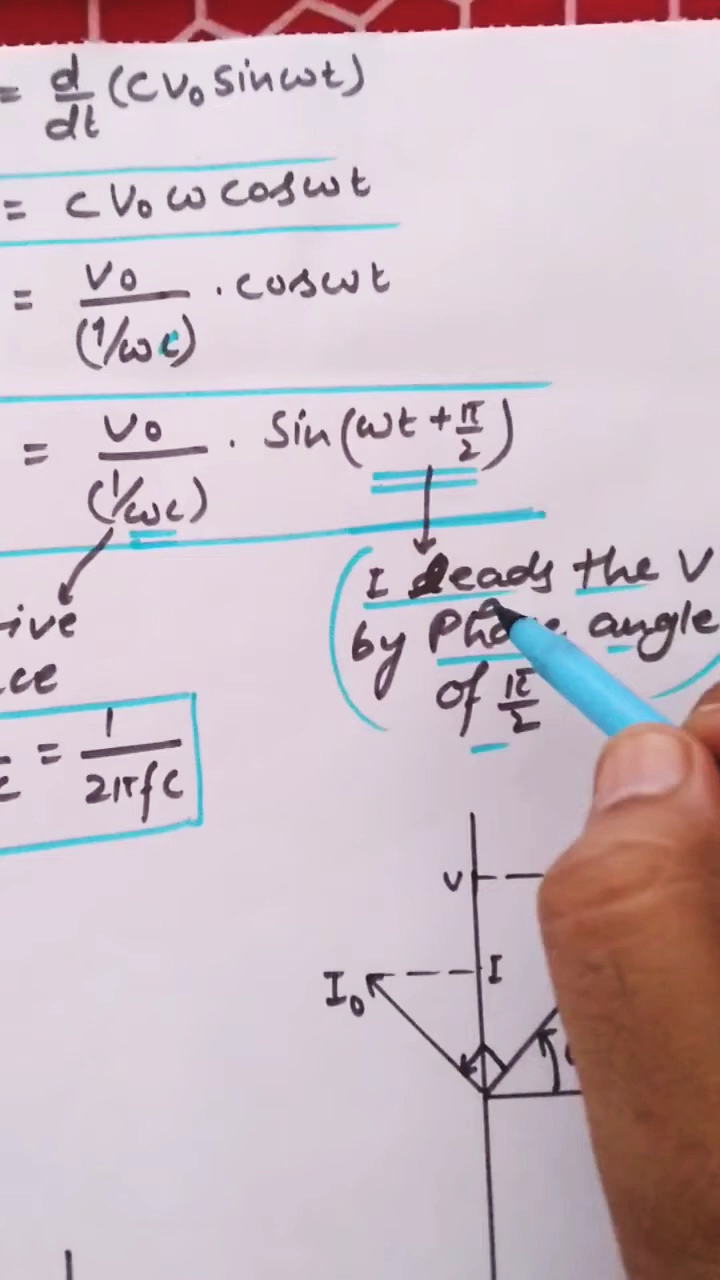 = d/dt (CV₀ sinωt)
= CV₀ ω cosωt
= V₀/(1/ωC) · cosωt
= V₀/(1/ωC) · Sin(ωt + π/2)
(I leads the V
by Phase angle
of π/2
ive
ce
= 1/2πfC
V
I
I₀